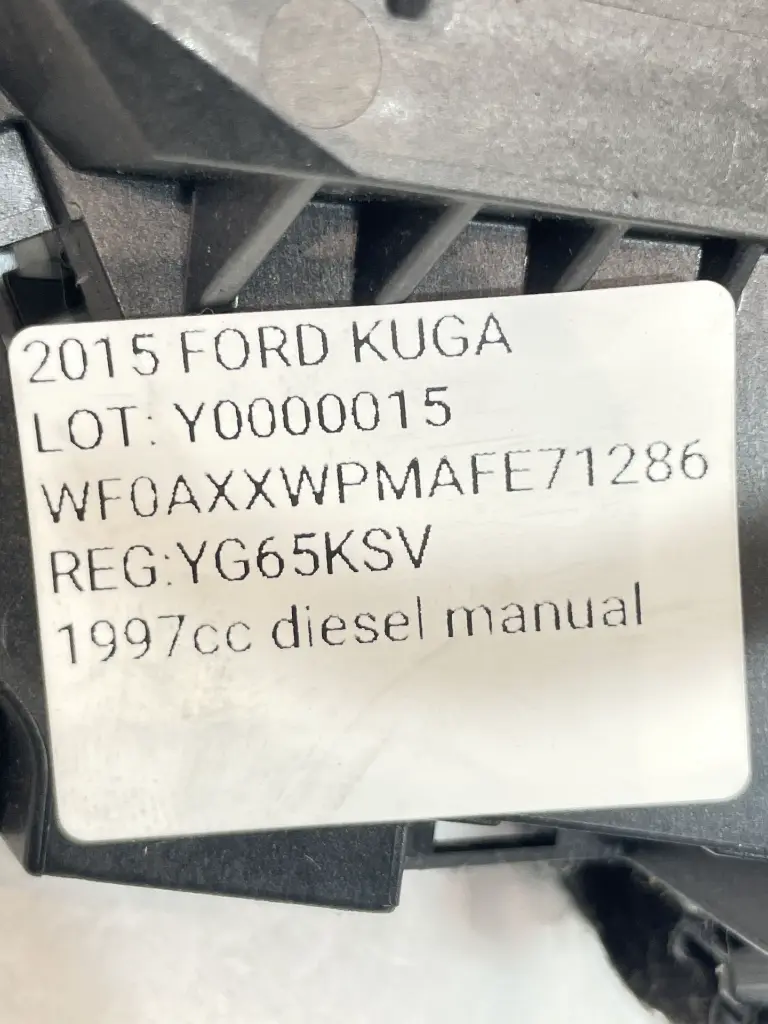 2015 FORD KUGA
LOT: Y0000015
WF0AXXWPMAFE71286
REG:YG65KSV
1997cc diesel manual